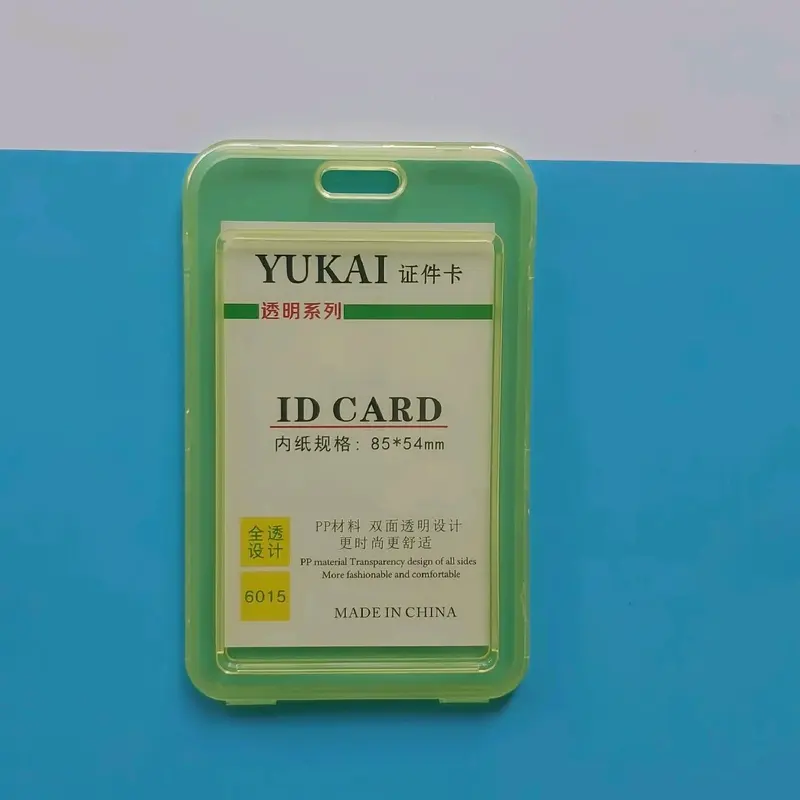 YUKAI 证件卡
透明系列
ID CARD
内纸规格: 85*54mm
全透
设计
6015
PP材料 双面透明设计
更时尚更舒适
PP material Transparency design of all sides
More fashionable and comfortable
MADE IN CHINA